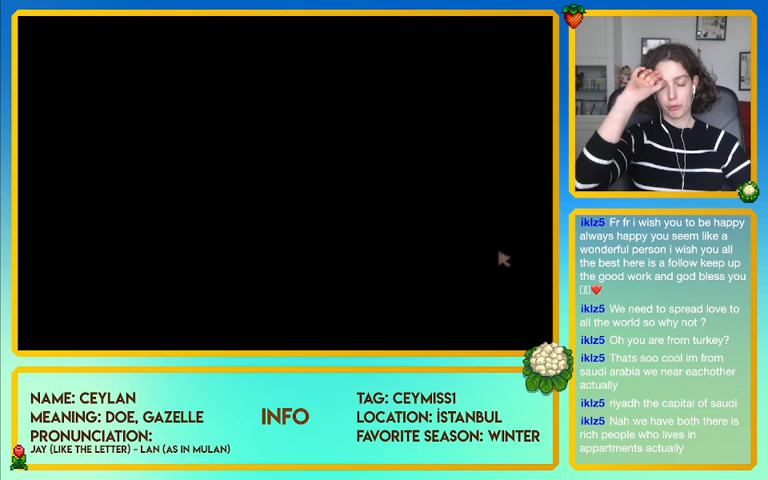 iklz5 Fr fr i wish you to be happy
always happy you seem like a
wonderful person i wish you all
the best here is a follow keep up
the good work and god bless you
iklz5 We need to spread love to
all the world so why not ?
iklz5 Oh you are from turkey?
iklz5 Thats soo cool im from
saudi arabia we near eachother
actually
iklz5 riyadh the capital of saudi
iklz5 Nah we have both there is
rich people who lives in
appartments actually
NAME: CEYLAN
MEANING: DOE, GAZELLE
PRONUNCIATION:
JAY (LIKE THE LETTER) - LAN (AS IN MULAN)
INFO
TAG: CEYMISS1
LOCATION: İSTANBUL
FAVORITE SEASON: WINTER